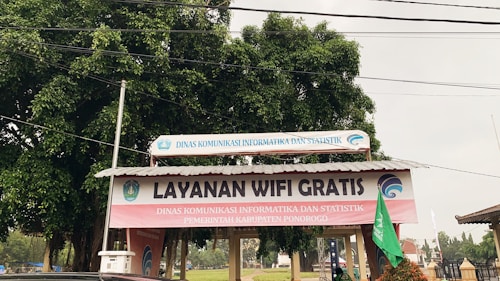 DINAS KOMUNIKASI INFORMATIKA DAN STATISTIK
LAYANAN WIFI GRATIS
DINAS KOMUNIKASI INFORMATIKA DAN STATISTIK
PEMERINTAH KABUPATEN PONOROGO